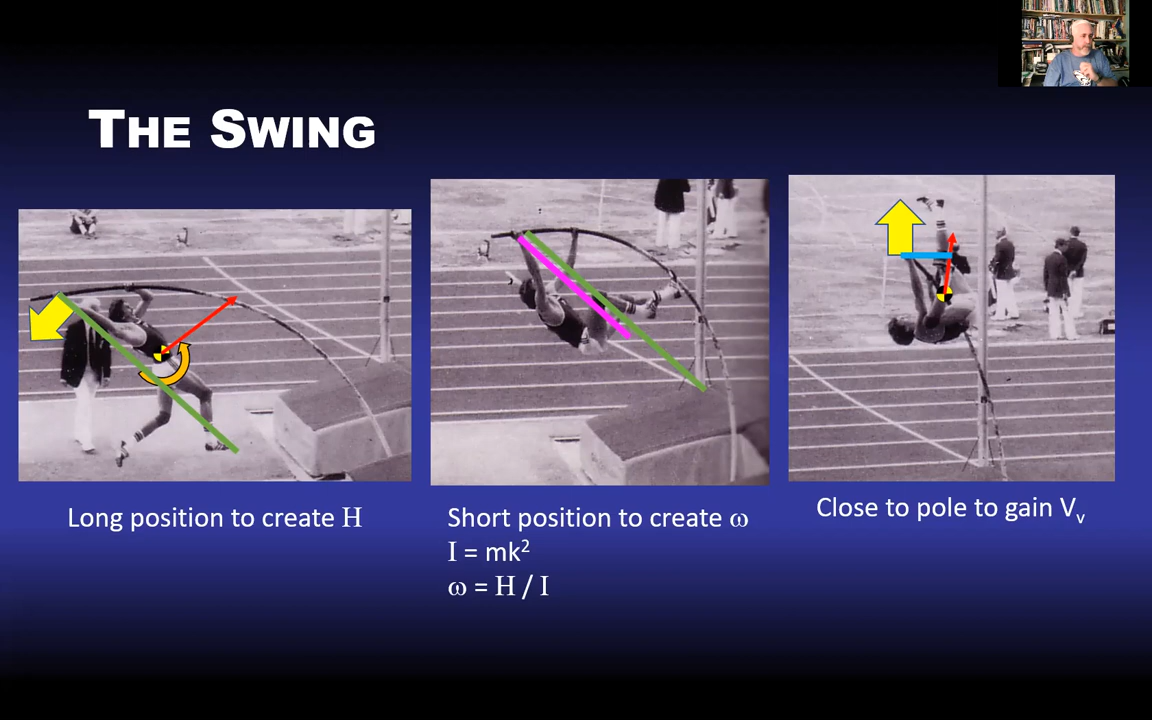 THE SWING
Long position to create H
Short position to create ω
I = mk²
ω = H / I
Close to pole to gain Vᵥ